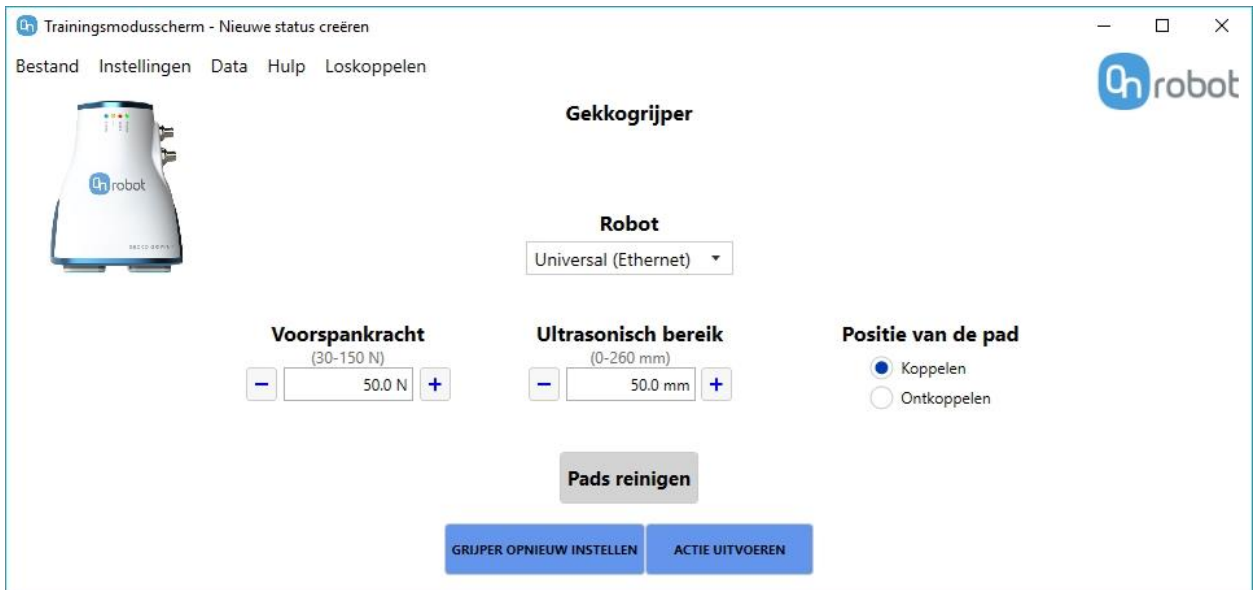 Trainingsmodusscherm - Nieuwe status creëren
Bestand Instellingen Data Hulp Loskoppelen
On robot
Gekkogrijper
On robot
Robot
Universal (Ethernet)
Voorspankracht
(30-150 N)
− 50.0 N +
Ultrasonisch bereik
(0-260 mm)
− 50.0 mm +
Positie van de pad
Koppelen
Ontkoppelen
Pads reinigen
GRIJPER OPNIEUW INSTELLEN
ACTIE UITVOEREN